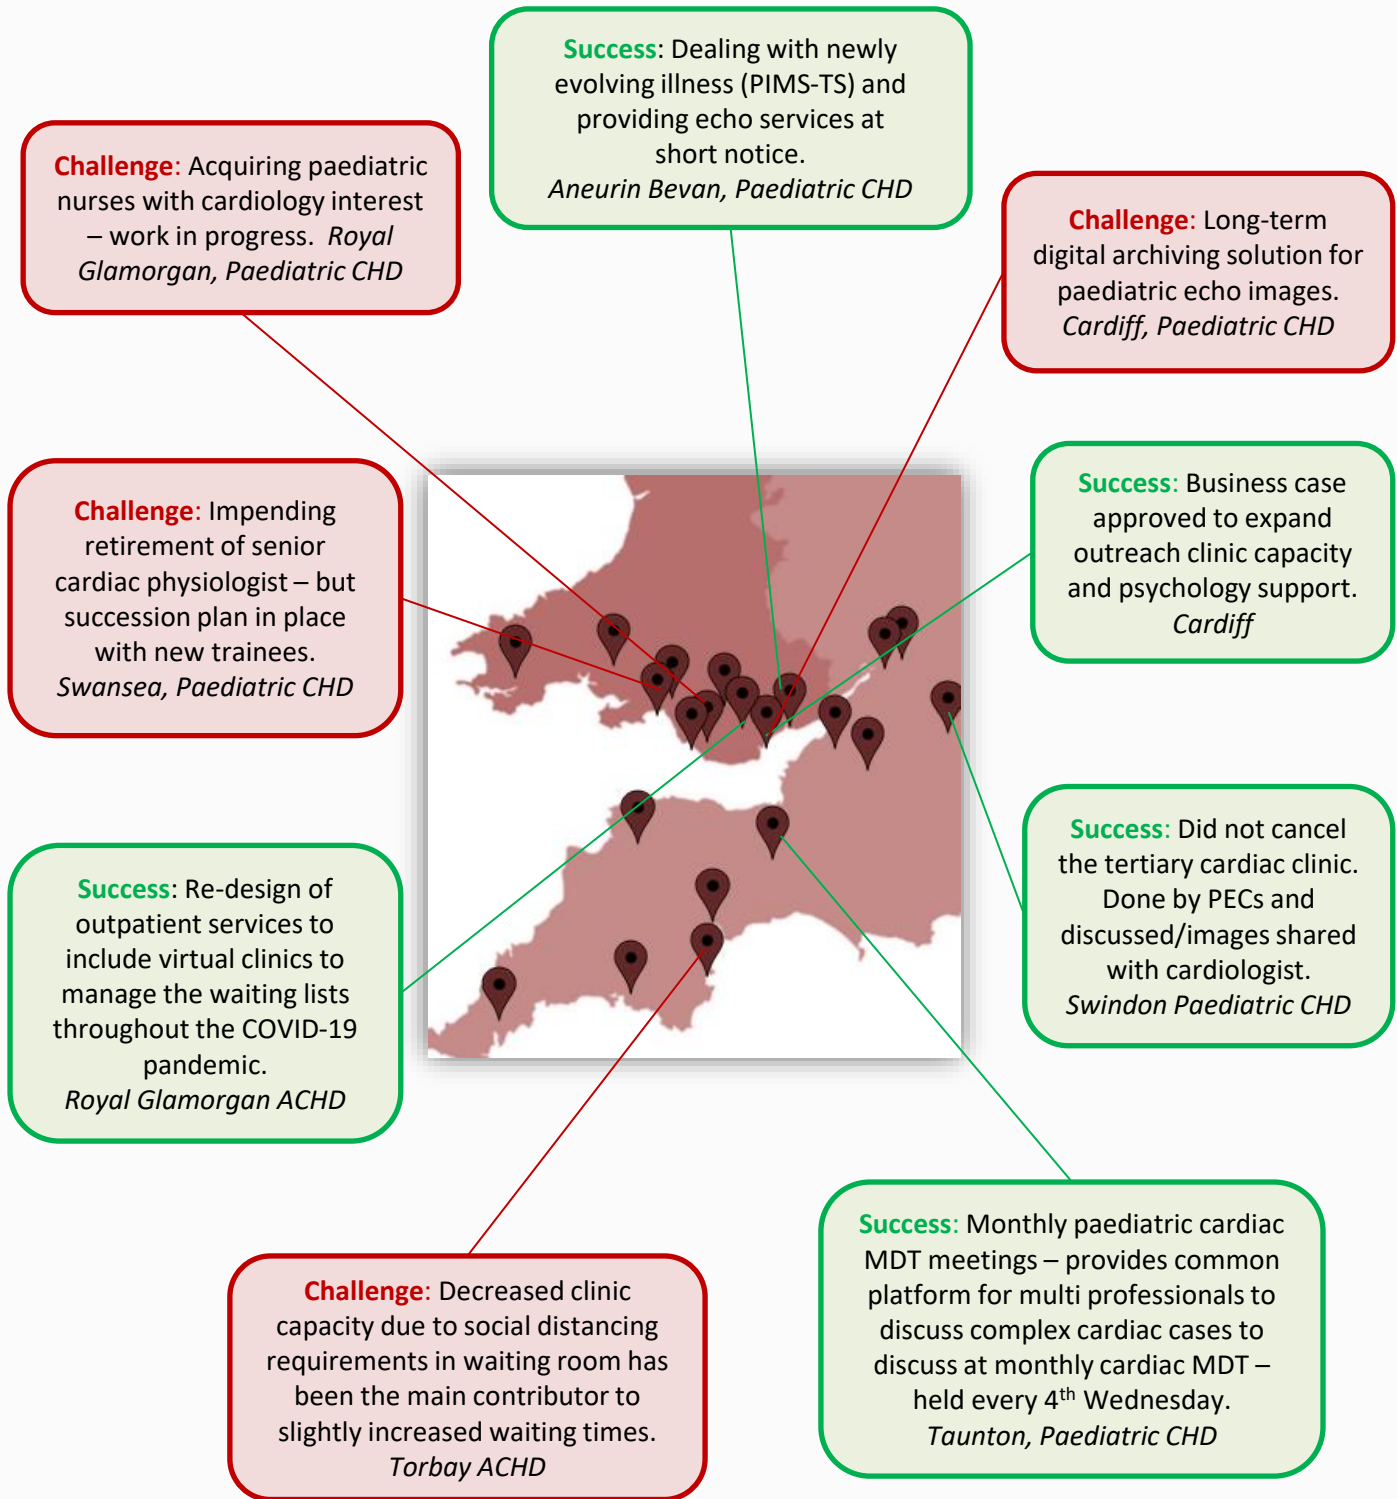 Success: Dealing with newly
evolving illness (PIMS-TS) and
providing echo services at
short notice.
Aneurin Bevan, Paediatric CHD
Challenge: Acquiring paediatric
nurses with cardiology interest
– work in progress. Royal
Glamorgan, Paediatric CHD
Challenge: Long-term
digital archiving solution for
paediatric echo images.
Cardiff, Paediatric CHD
Challenge: Impending
retirement of senior
cardiac physiologist – but
succession plan in place
with new trainees.
Swansea, Paediatric CHD
Success: Business case
approved to expand
outreach clinic capacity
and psychology support.
Cardiff
Success: Re-design of
outpatient services to
include virtual clinics to
manage the waiting lists
throughout the COVID-19
pandemic.
Royal Glamorgan ACHD
Success: Did not cancel
the tertiary cardiac clinic.
Done by PECs and
discussed/images shared
with cardiologist.
Swindon Paediatric CHD
Challenge: Decreased clinic
capacity due to social distancing
requirements in waiting room has
been the main contributor to
slightly increased waiting times.
Torbay ACHD
Success: Monthly paediatric cardiac
MDT meetings – provides common
platform for multi professionals to
discuss complex cardiac cases to
discuss at monthly cardiac MDT –
held every 4th Wednesday.
Taunton, Paediatric CHD